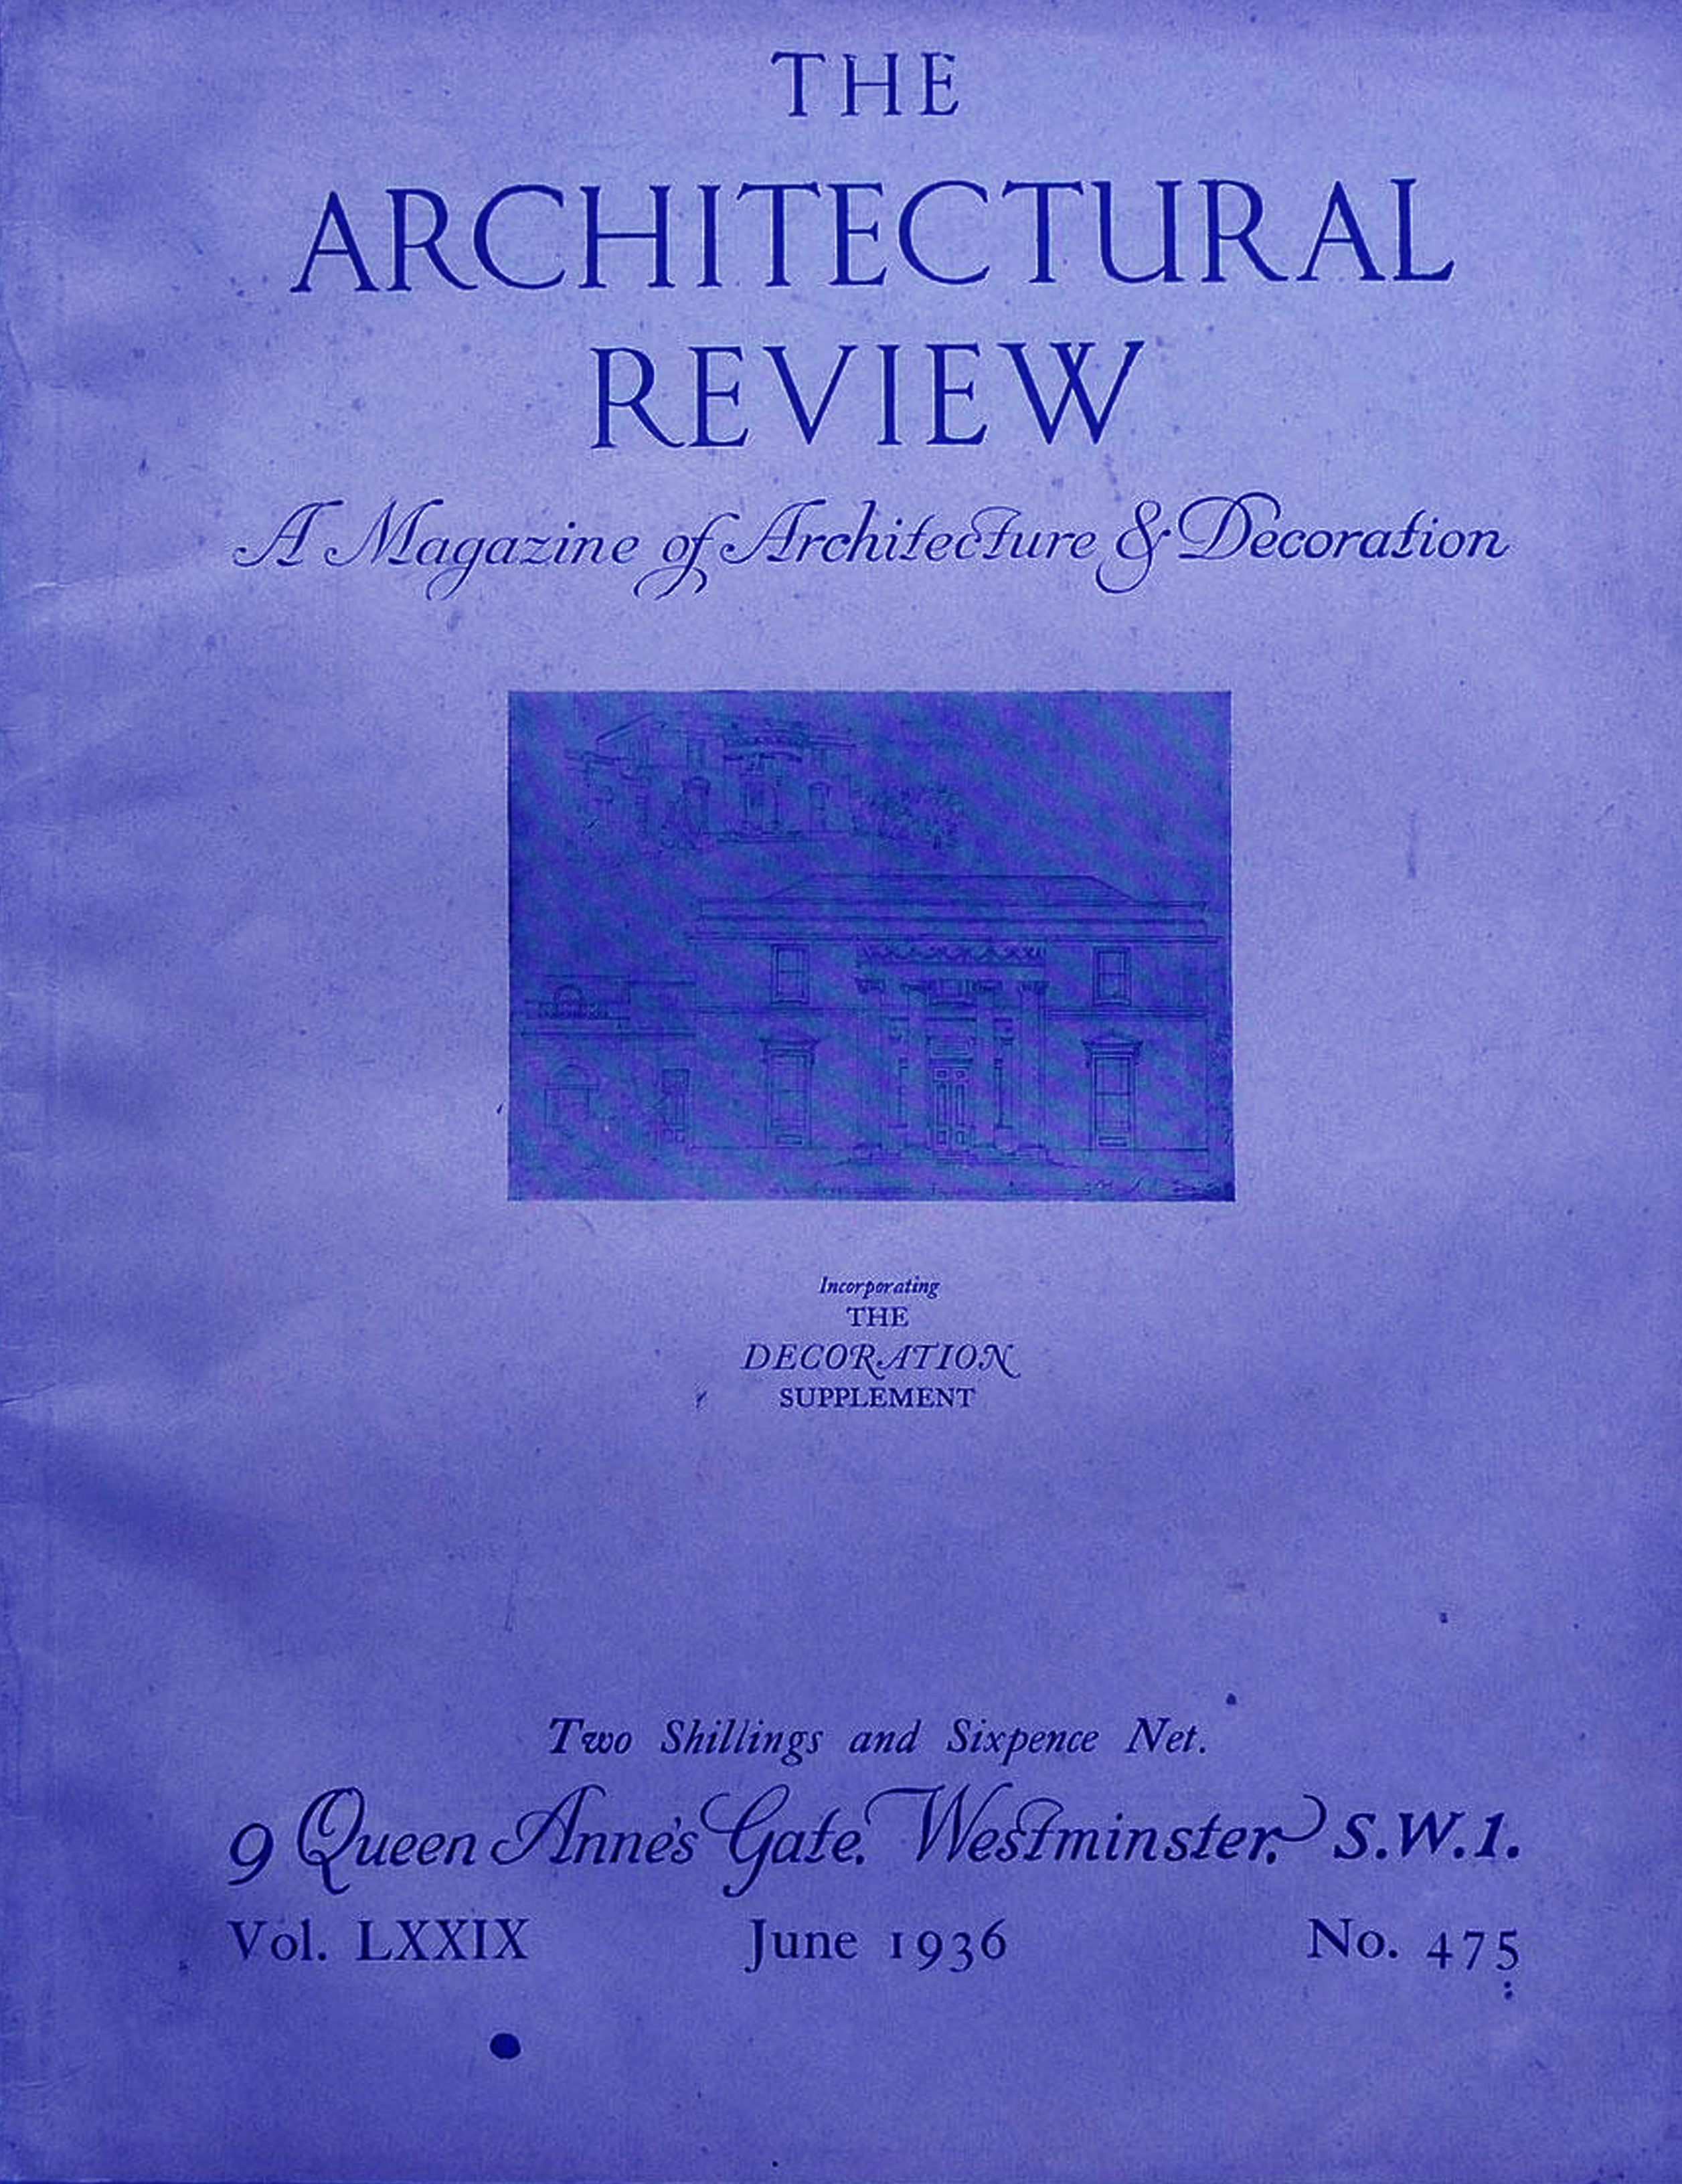 THE
ARCHITECTURAL
REVIEW
A Magazine of Architecture & Decoration
Incorporating
THE
DECORATION
SUPPLEMENT
Two Shillings and Sixpence Net.
9 Queen Anne's Gate, Westminster, S.W.1.
Vol. LXXIX June 1936 No. 475